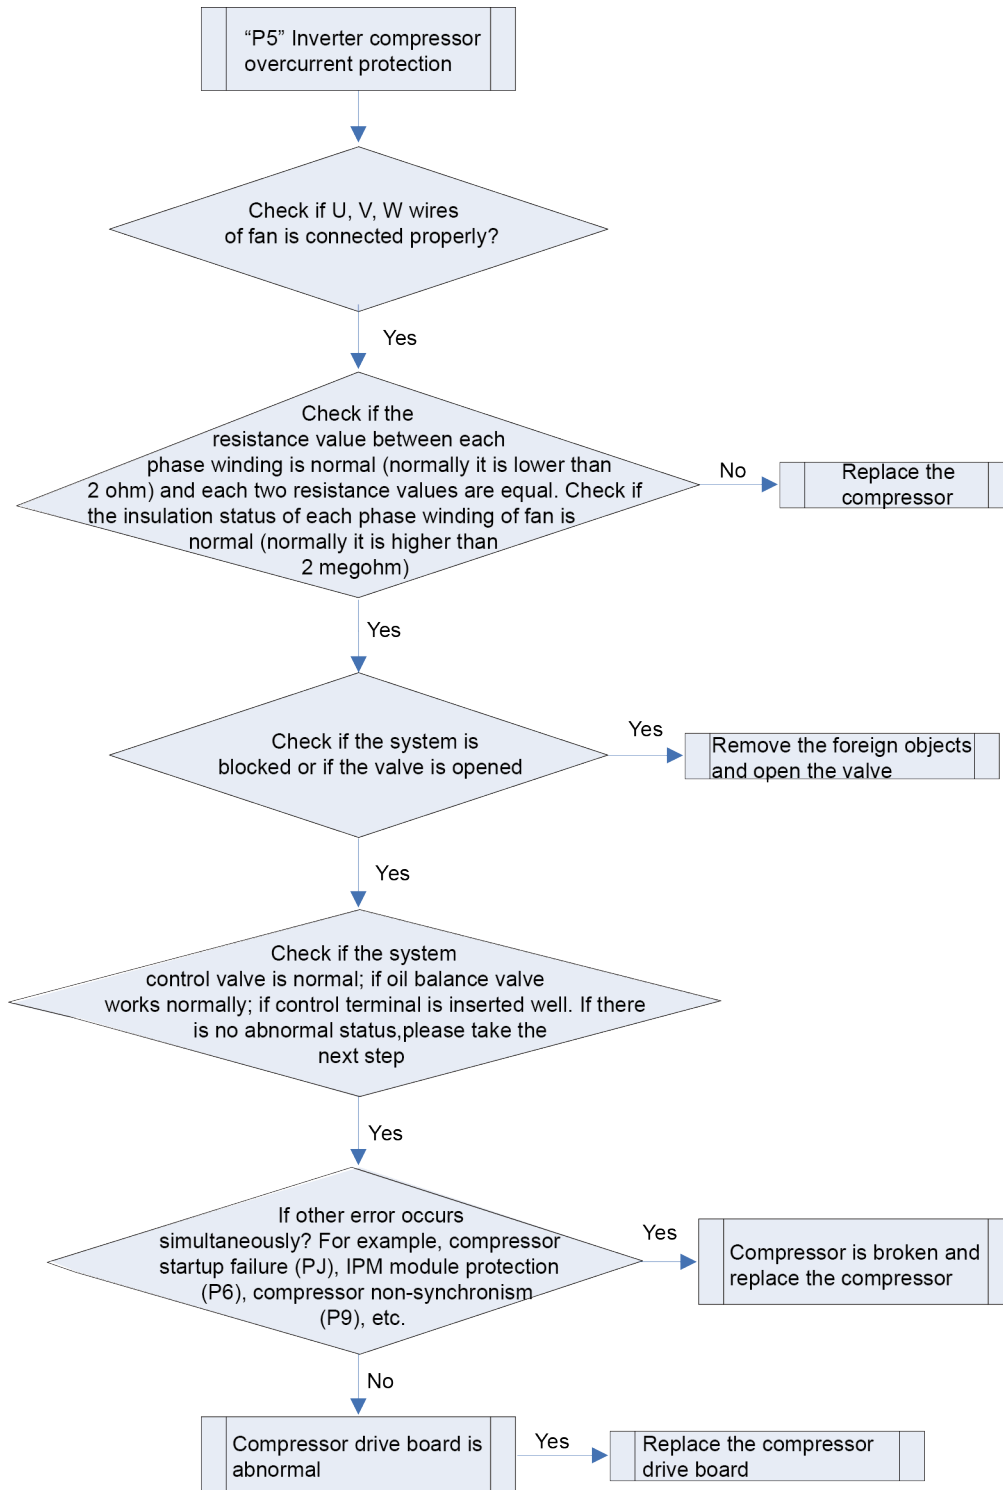 “P5” Inverter compressor
overcurrent protection
Check if U, V, W wires
of fan is connected properly?
Yes
Check if the
resistance value between each
phase winding is normal (normally it is lower than
2 ohm) and each two resistance values are equal. Check if
the insulation status of each phase winding of fan is
normal (normally it is higher than
2 megohm)
No
Replace the
compressor
Yes
Check if the system is
blocked or if the valve is opened
Yes
Remove the foreign objects
and open the valve
Yes
Check if the system
control valve is normal; if oil balance valve
works normally; if control terminal is inserted well. If there
is no abnormal status,please take the
next step
Yes
If other error occurs
simultaneously? For example, compressor
startup failure (PJ), IPM module protection
(P6), compressor non-synchronism
(P9), etc.
Yes
Compressor is broken and
replace the compressor
No
Compressor drive board is
abnormal
Yes
Replace the compressor
drive board